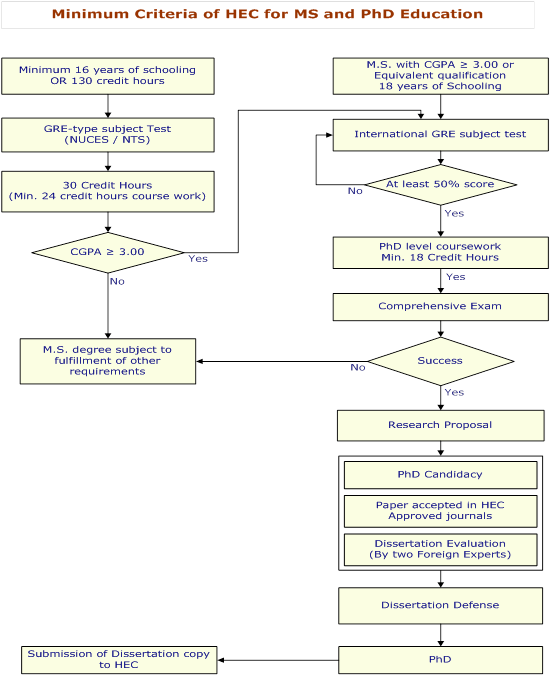 Minimum Criteria of HEC for MS and PhD Education
Minimum 16 years of schooling
OR 130 credit hours
GRE-type subject Test
(NUCES / NTS)
30 Credit Hours
(Min. 24 credit hours course work)
CGPA ≥ 3.00
Yes
No
M.S. degree subject to
fulfillment of other
requirements
M.S. with CGPA ≥ 3.00 or
Equivalent qualification
18 years of Schooling
International GRE subject test
At least 50% score
No
Yes
PhD level coursework
Min. 18 Credit Hours
Yes
Comprehensive Exam
Success
No
Yes
Research Proposal
PhD Candidacy
Paper accepted in HEC
Approved journals
Dissertation Evaluation
(By two Foreign Experts)
Dissertation Defense
PhD
Submission of Dissertation copy
to HEC